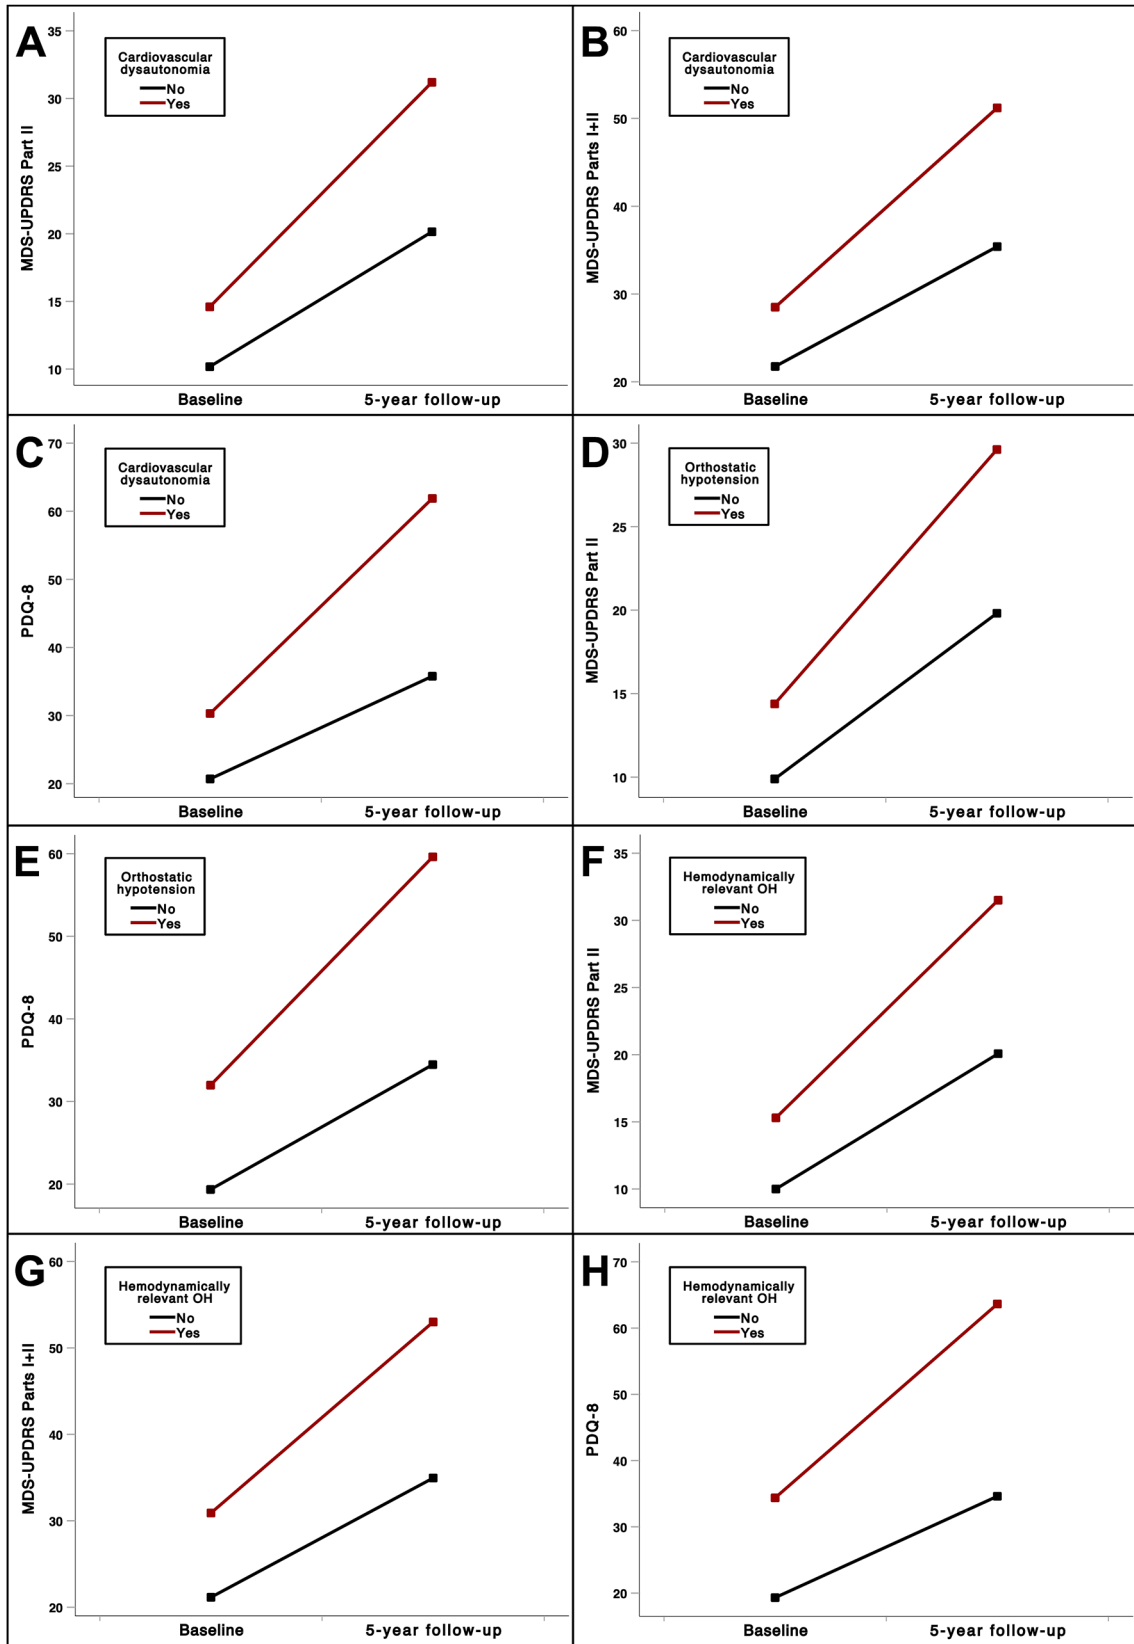 A
MDS-UPDRS Part II
35
30
25
20
15
10
Cardiovascular
dysautonomia
No
Yes
Baseline
5-year follow-up
B
MDS-UPDRS Parts I+II
60
50
40
30
20
Cardiovascular
dysautonomia
No
Yes
Baseline
5-year follow-up
C
PDQ-8
70
60
50
40
30
20
Cardiovascular
dysautonomia
No
Yes
Baseline
5-year follow-up
D
MDS-UPDRS Part II
30
25
20
15
10
Orthostatic
hypotension
No
Yes
Baseline
5-year follow-up
E
PDQ-8
60
50
40
30
20
Orthostatic
hypotension
No
Yes
Baseline
5-year follow-up
F
MDS-UPDRS Part II
35
30
25
20
15
10
Hemodynamically
relevant OH
No
Yes
Baseline
5-year follow-up
G
MDS-UPDRS Parts I+II
60
50
40
30
20
Hemodynamically
relevant OH
No
Yes
Baseline
5-year follow-up
H
PDQ-8
70
60
50
40
30
20
Hemodynamically
relevant OH
No
Yes
Baseline
5-year follow-up